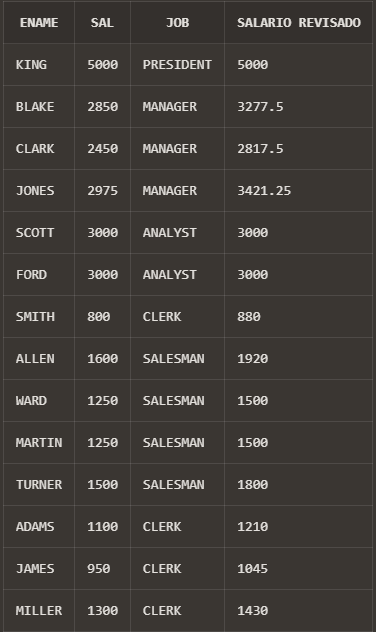 ENAME SAL JOB SALARIO REVISADO
KING 5000 PRESIDENT 5000
BLAKE 2850 MANAGER 3277.5
CLARK 2450 MANAGER 2817.5
JONES 2975 MANAGER 3421.25
SCOTT 3000 ANALYST 3000
FORD 3000 ANALYST 3000
SMITH 800 CLERK 880
ALLEN 1600 SALESMAN 1920
WARD 1250 SALESMAN 1500
MARTIN 1250 SALESMAN 1500
TURNER 1500 SALESMAN 1800
ADAMS 1100 CLERK 1210
JAMES 950 CLERK 1045
MILLER 1300 CLERK 1430